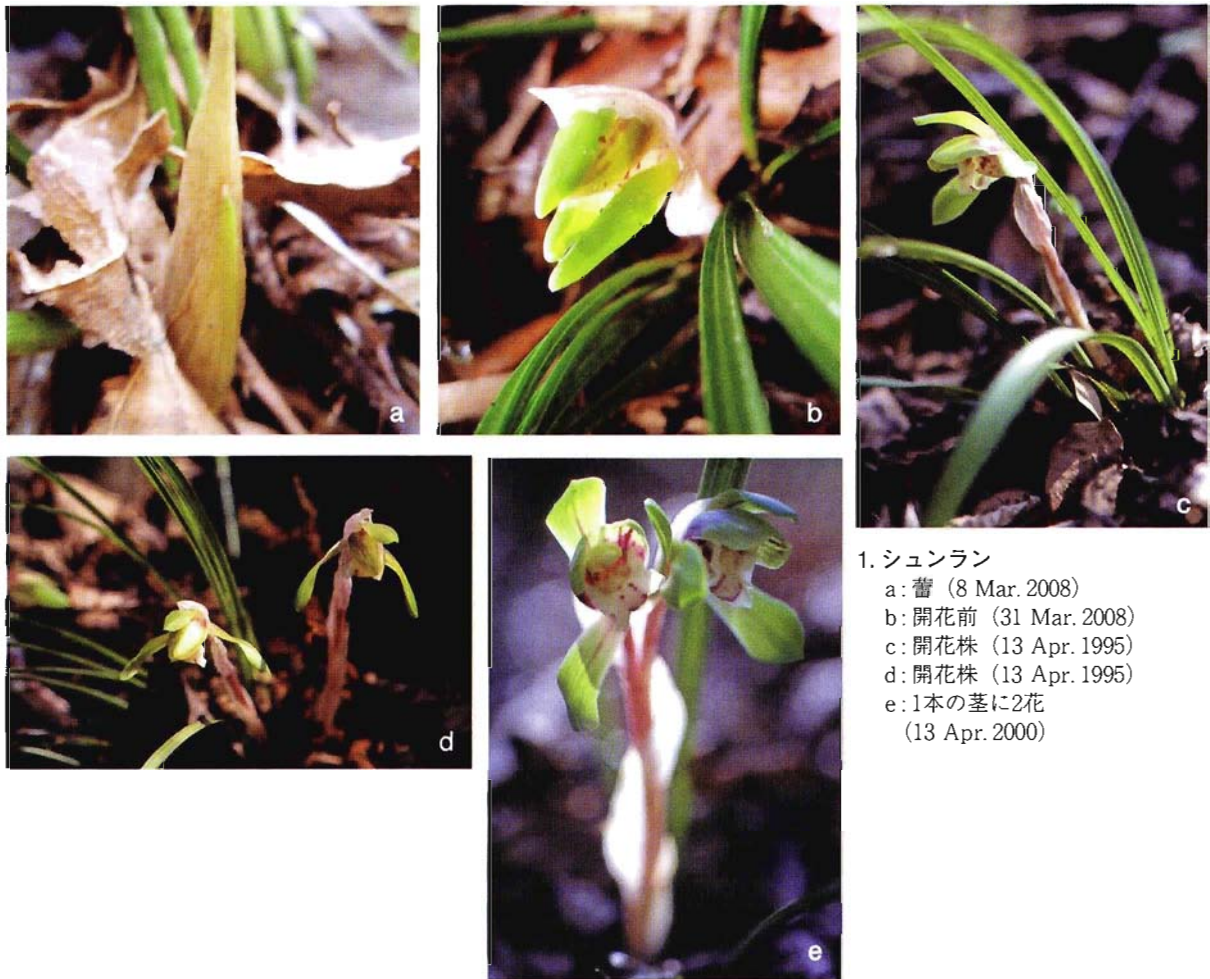 a
b
c
d
e
1. シュンラン
a : 蕾 (8 Mar. 2008)
b : 開花前 (31 Mar. 2008)
c : 開花株 (13 Apr. 1995)
d : 開花株 (13 Apr. 1995)
e : 1本の茎に2花
(13 Apr. 2000)